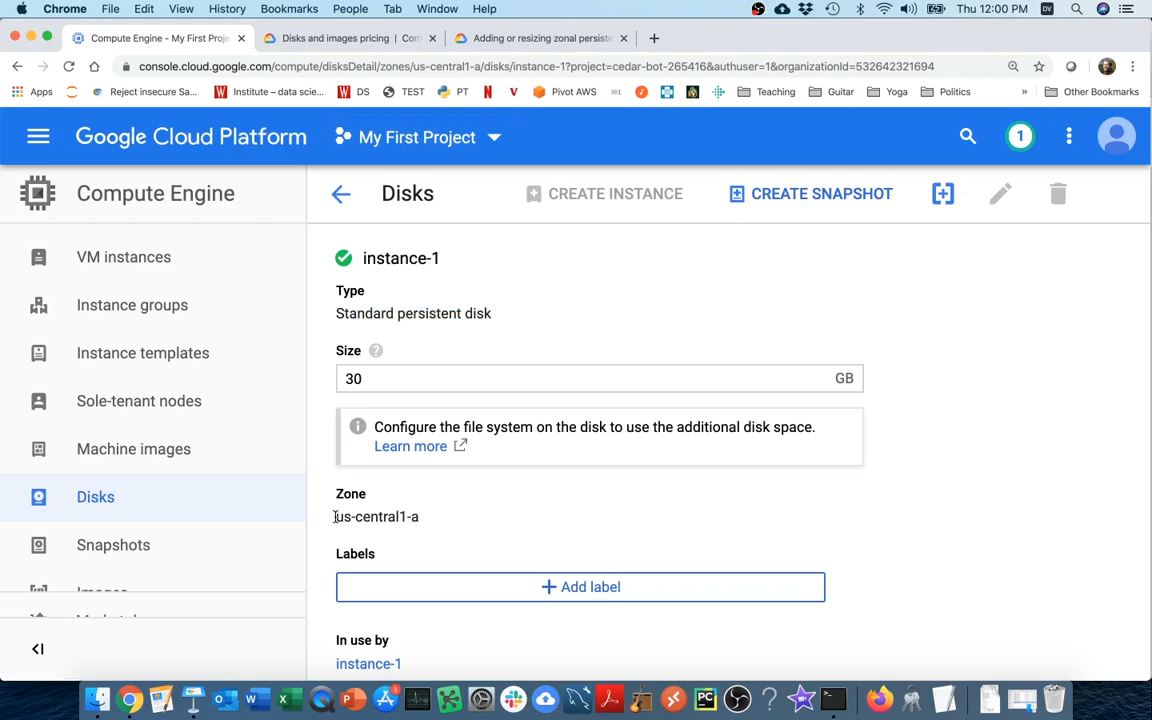 Chrome File Edit View History Bookmarks People Tab Window Help Thu 12:00 PM
Compute Engine - My First Proje
Disks and images pricing | Com
Adding or resizing zonal persiste
console.cloud.google.com/compute/disksDetail/zones/us-central1-a/disks/instance-1?project=cedar-bot-265416&authuser=1&organizationId=532642321694
Apps Reject insecure Sa... Institute – data scie... DS TEST PT Pivot AWS 301 Teaching Guitar Yoga Politics » Other Bookmarks
Google Cloud Platform My First Project 1
Compute Engine
Disks CREATE INSTANCE CREATE SNAPSHOT
VM instances
Instance groups
Instance templates
Sole-tenant nodes
Machine images
Disks
Snapshots
Images
instance-1
Type
Standard persistent disk
Size
30 GB
Configure the file system on the disk to use the additional disk space.
Learn more
Zone
us-central1-a
Labels
Add label
In use by
instance-1